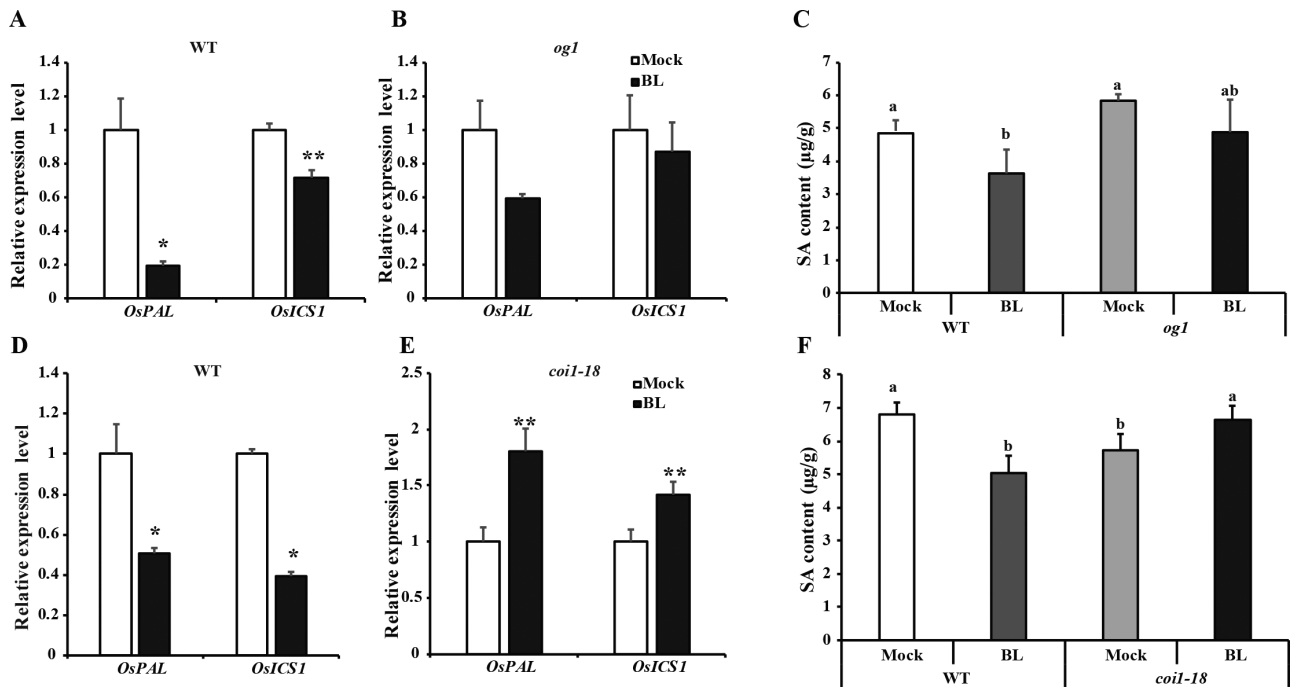 A
WT
Relative expression level
1.4
1.2
1
0.8
0.6
0.4
0.2
0
*
**
OsPAL
OsICS1
B
og1
Mock
BL
Relative expression level
1.4
1.2
1
0.8
0.6
0.4
0.2
0
OsPAL
OsICS1
C
SA content (µg/g)
7
6
5
4
3
2
1
0
a
b
a
ab
Mock
BL
Mock
BL
WT
og1
D
WT
Relative expression level
1.4
1.2
1
0.8
0.6
0.4
0.2
0
*
*
OsPAL
OsICS1
E
coi1-18
Mock
BL
Relative expression level
2.5
2
1.5
1
0.5
0
**
**
OsPAL
OsICS1
F
SA content (µg/g)
8
7
6
5
4
3
2
1
0
a
b
b
a
Mock
BL
Mock
BL
WT
coi1-18